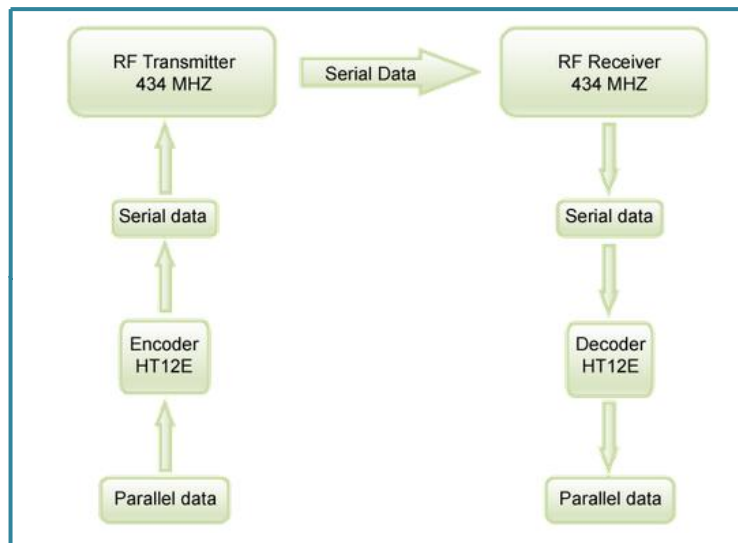 RF Transmitter
434 MHZ
Serial Data
RF Receiver
434 MHZ
Serial data
Serial data
Encoder
HT12E
Decoder
HT12E
Parallel data
Parallel data